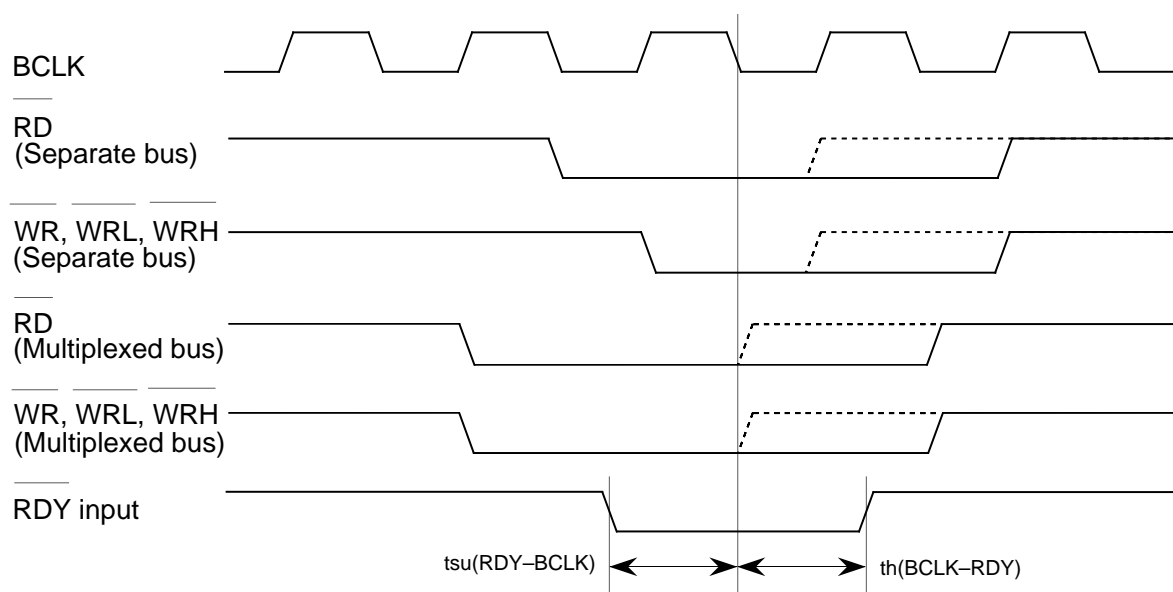 BCLK
RD
(Separate bus)
WR, WRL, WRH
(Separate bus)
RD
(Multiplexed bus)
WR, WRL, WRH
(Multiplexed bus)
RDY input
tsu(RDY–BCLK)
th(BCLK–RDY)